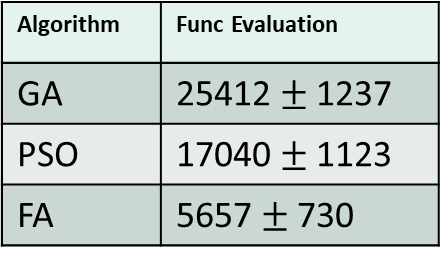 Algorithm Func Evaluation
GA 25412 ± 1237
PSO 17040 ± 1123
FA 5657 ± 730